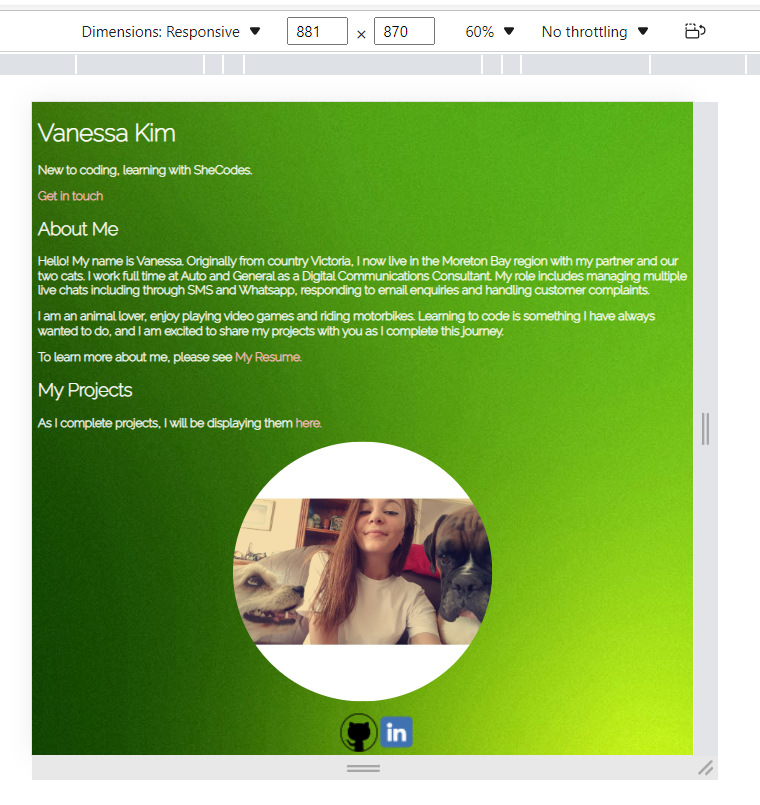 Dimensions: Responsive ▼ 881 × 870 60% ▼ No throttling ▼
Vanessa Kim
New to coding, learning with SheCodes.
Get in touch
About Me
Hello! My name is Vanessa. Originally from country Victoria, I now live in the Moreton Bay region with my partner and our
two cats. I work full time at Auto and General as a Digital Communications Consultant. My role includes managing multiple
live chats including through SMS and Whatsapp, responding to email enquiries and handling customer complaints.
I am an animal lover, enjoy playing video games and riding motorbikes. Learning to code is something I have always
wanted to do, and I am excited to share my projects with you as I complete this journey.
To learn more about me, please see My Resume.
My Projects
As I complete projects, I will be displaying them here.
in